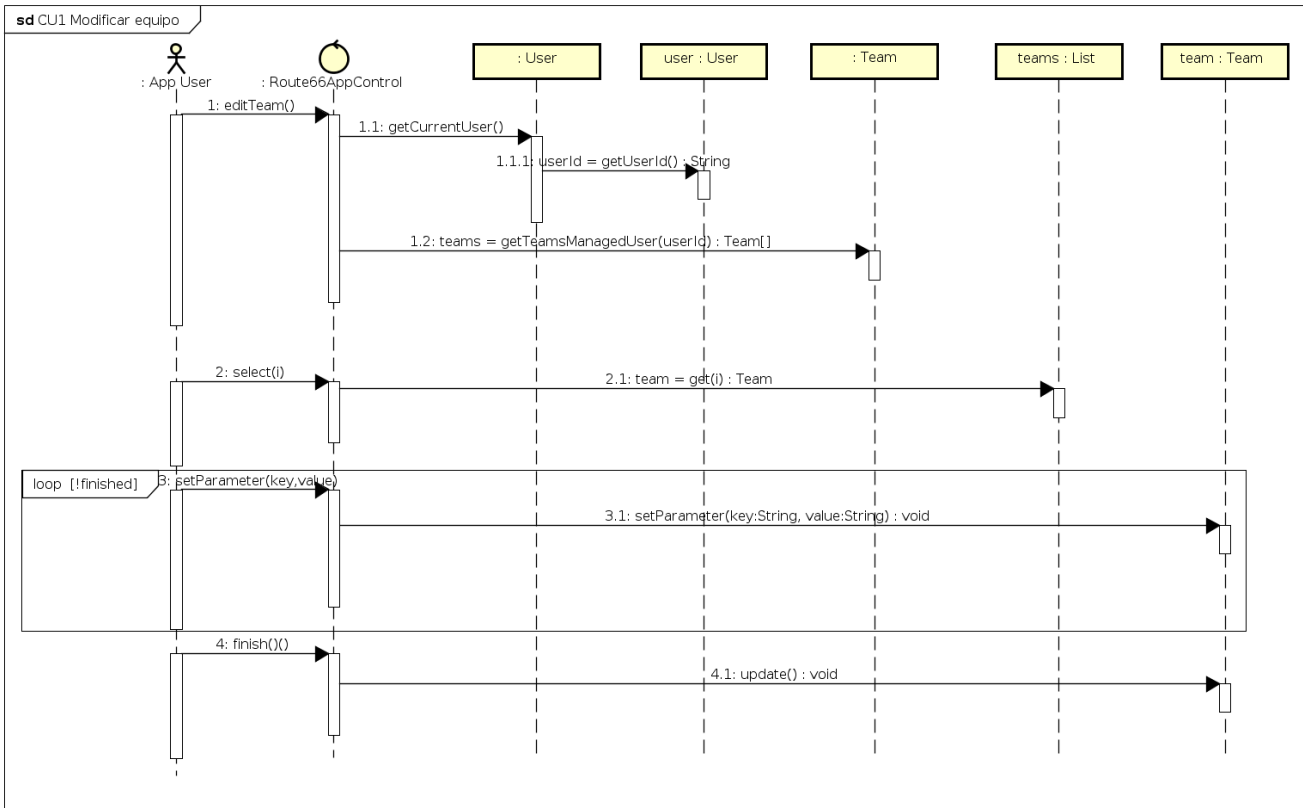 sd CU1 Modificar equipo
: App User
: Route66AppControl
: User
user : User
: Team
teams : List
team : Team
1: editTeam()
1.1: getCurrentUser()
1.1.1: userId = getUserId() : String
1.2: teams = getTeamsManagedUser(userId) : Team[]
2: select(i)
2.1: team = get(i) : Team
loop [!finished]
3: setParameter(key,value)
3.1: setParameter(key:String, value:String) : void
4: finish()()
4.1: update() : void